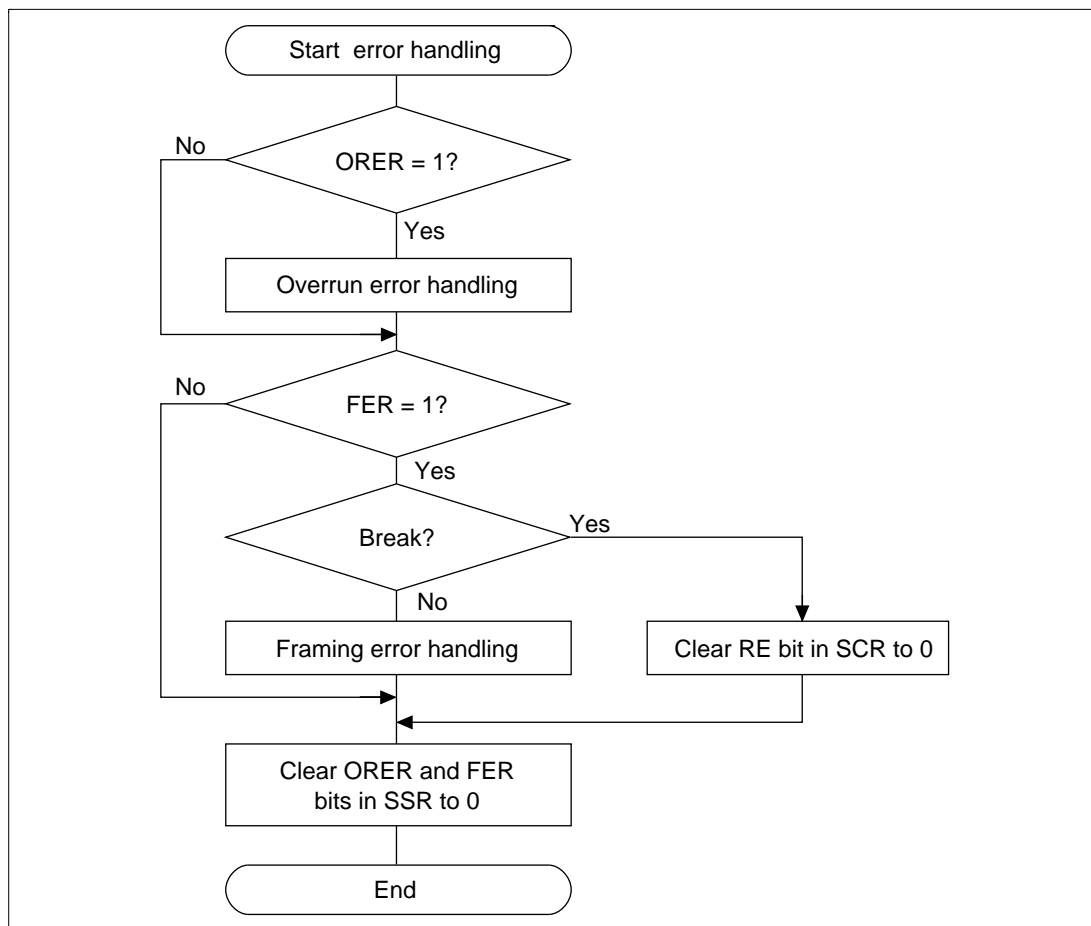 Start error handling
No
ORER = 1?
Yes
Overrun error handling
No
FER = 1?
Yes
Break?
Yes
No
Framing error handling
Clear RE bit in SCR to 0
Clear ORER and FER
bits in SSR to 0
End